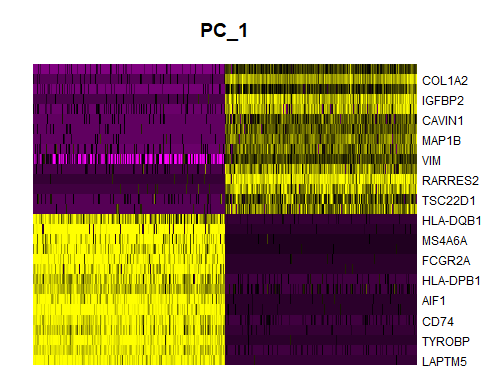 PC_1
COL1A2
IGFBP2
CAVIN1
MAP1B
VIM
RARRES2
TSC22D1
HLA-DQB1
MS4A6A
FCGR2A
HLA-DPB1
AIF1
CD74
TYROBP
LAPTM5